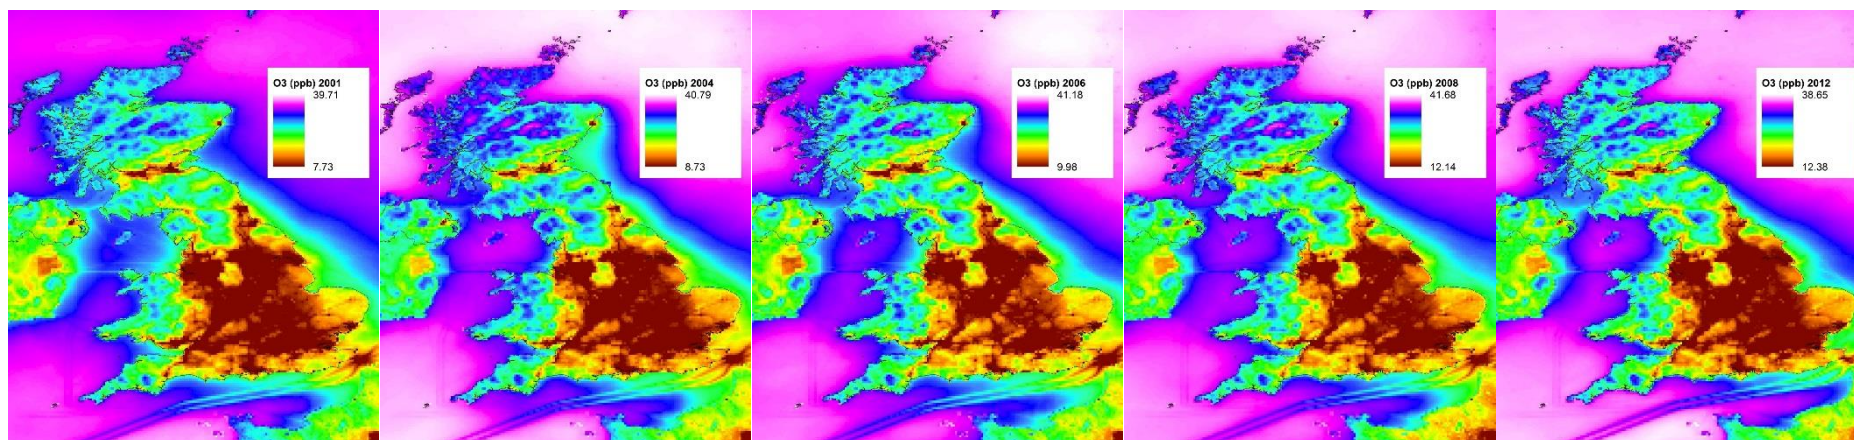 O3 (ppb) 2001
39.71
7.73
O3 (ppb) 2004
40.79
8.73
O3 (ppb) 2006
41.18
9.98
O3 (ppb) 2008
41.68
12.14
O3 (ppb) 2012
38.65
12.38